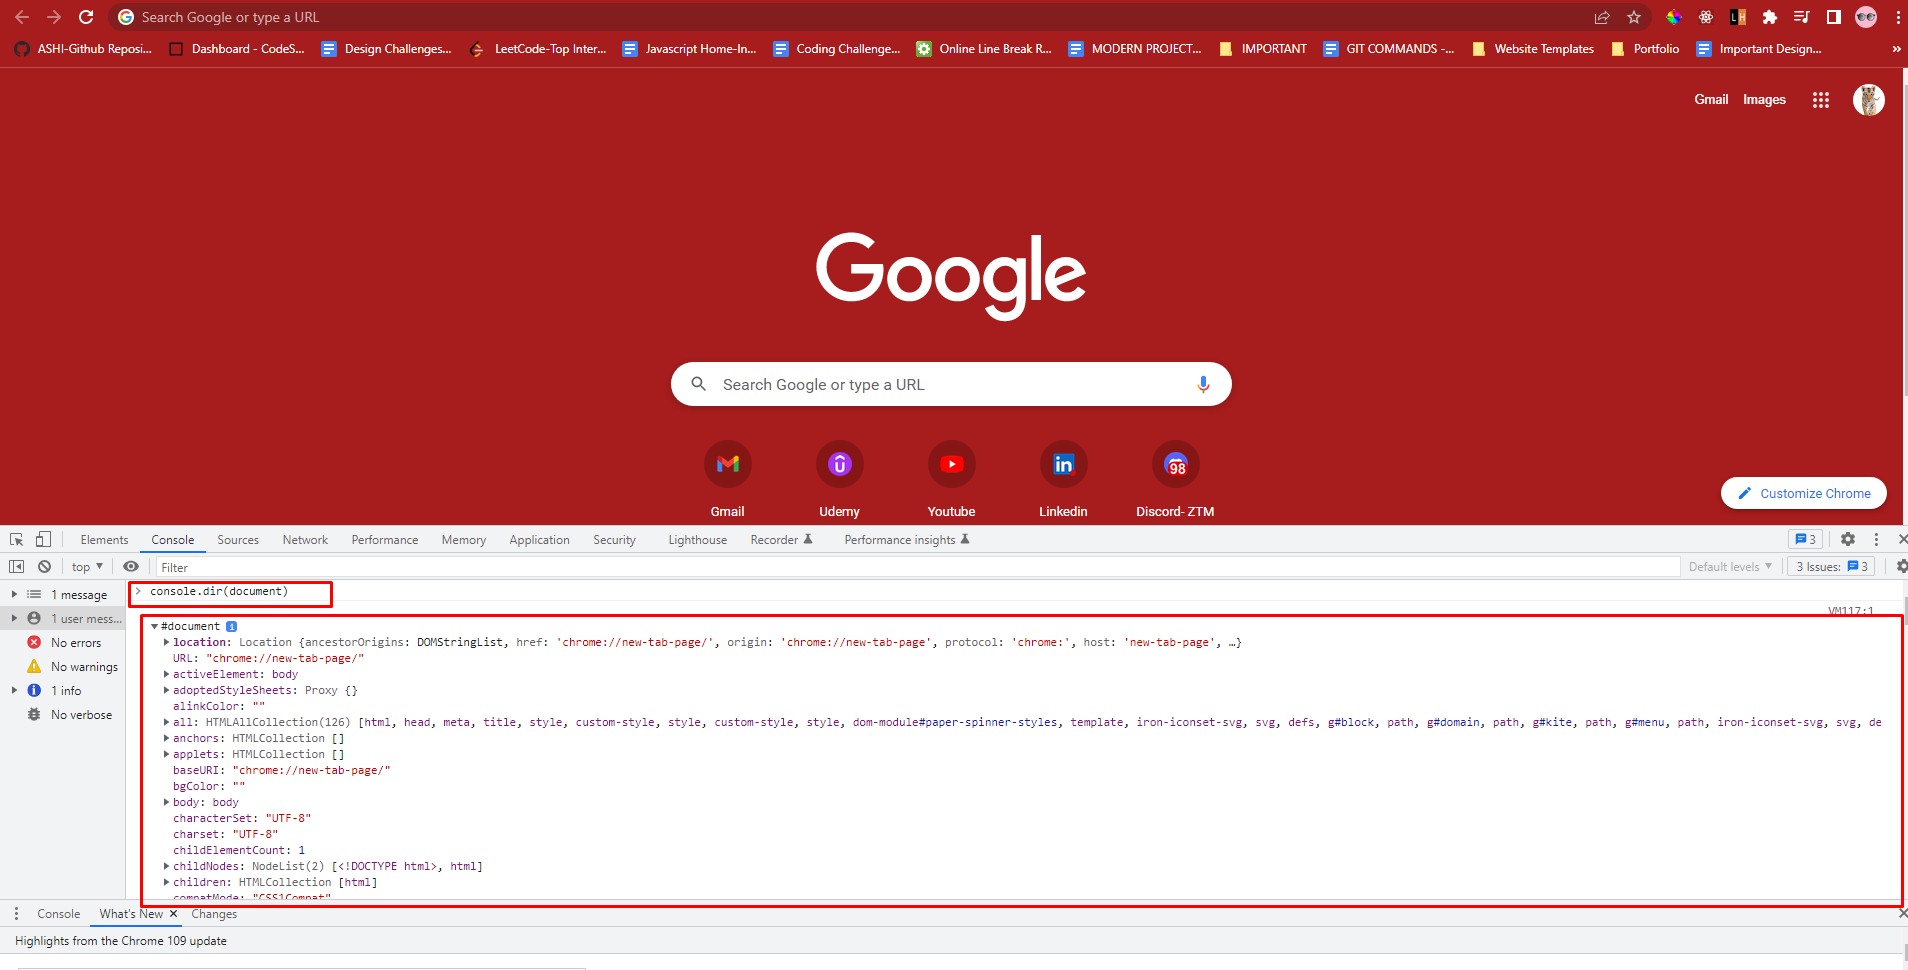 Search Google or type a URL
ASHI-Github Reposi... Dashboard - CodeS... Design Challenges... LeetCode-Top Inter... Javascript Home-In... Coding Challenge... Online Line Break R... MODERN PROJECT... IMPORTANT GIT COMMANDS -... Website Templates Portfolio Important Design... »
Gmail Images
Google
Search Google or type a URL
98
Gmail Udemy Youtube Linkedin Discord- ZTM
Customize Chrome
Elements Console Sources Network Performance Memory Application Security Lighthouse Recorder Performance insights 3
top Filter Default levels 3 Issues: 3
1 message
1 user mess...
No errors
No warnings
1 info
No verbose
> console.dir(document)
VM117:1
#document
location: Location {ancestorOrigins: DOMStringList, href: 'chrome://new-tab-page/', origin: 'chrome://new-tab-page', protocol: 'chrome:', host: 'new-tab-page', …}
URL: "chrome://new-tab-page/"
activeElement: body
adoptedStyleSheets: Proxy {}
alinkColor: ""
all: HTMLAllCollection(126) [html, head, meta, title, style, custom-style, style, custom-style, style, dom-module#paper-spinner-styles, template, iron-iconset-svg, svg, defs, g#block, path, g#domain, path, g#kite, path, g#menu, path, iron-iconset-svg, svg, de
anchors: HTMLCollection []
applets: HTMLCollection []
baseURI: "chrome://new-tab-page/"
bgColor: ""
body: body
characterSet: "UTF-8"
charset: "UTF-8"
childElementCount: 1
childNodes: NodeList(2) [<!DOCTYPE html>, html]
children: HTMLCollection [html]
compatMode: "CSS1Compat"
Console What's New Changes
Highlights from the Chrome 109 update